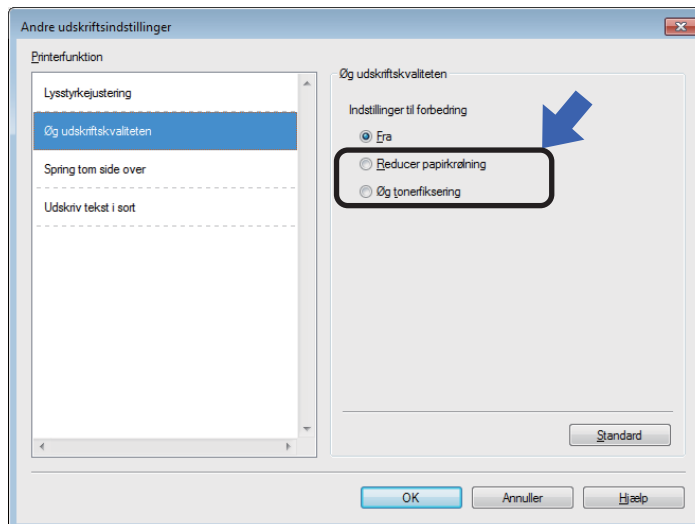 Andre udskriftsindstillinger
Printerfunktion
Lysstyrkejustering
Øg udskriftskvaliteten
Spring tom side over
Udskriv tekst i sort
Øg udskriftskvaliteten
Indstillinger til forbedring
Fra
Reducer papirkrølning
Øg tonerfiksering
Standard
OK
Annuller
Hjælp